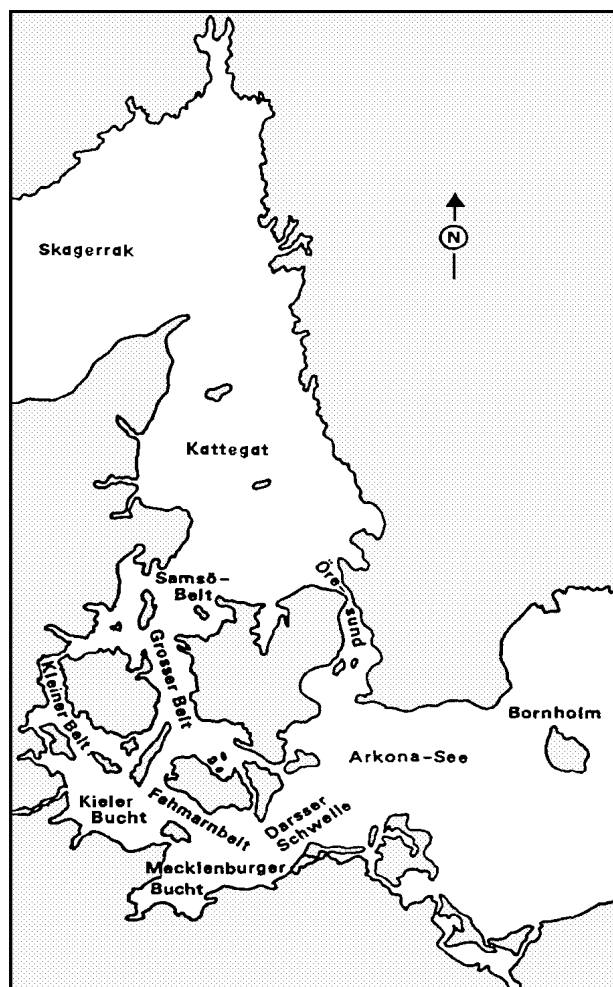 Skagerrak
N
Kattegat
Samsö-
Belt
Öre-
sund
Grosser Belt
Kleiner Belt
Bornholm
Arkona-See
Kieler
Bucht
Fehmarnbelt
Darsser
Schwelle
Mecklenburger
Bucht